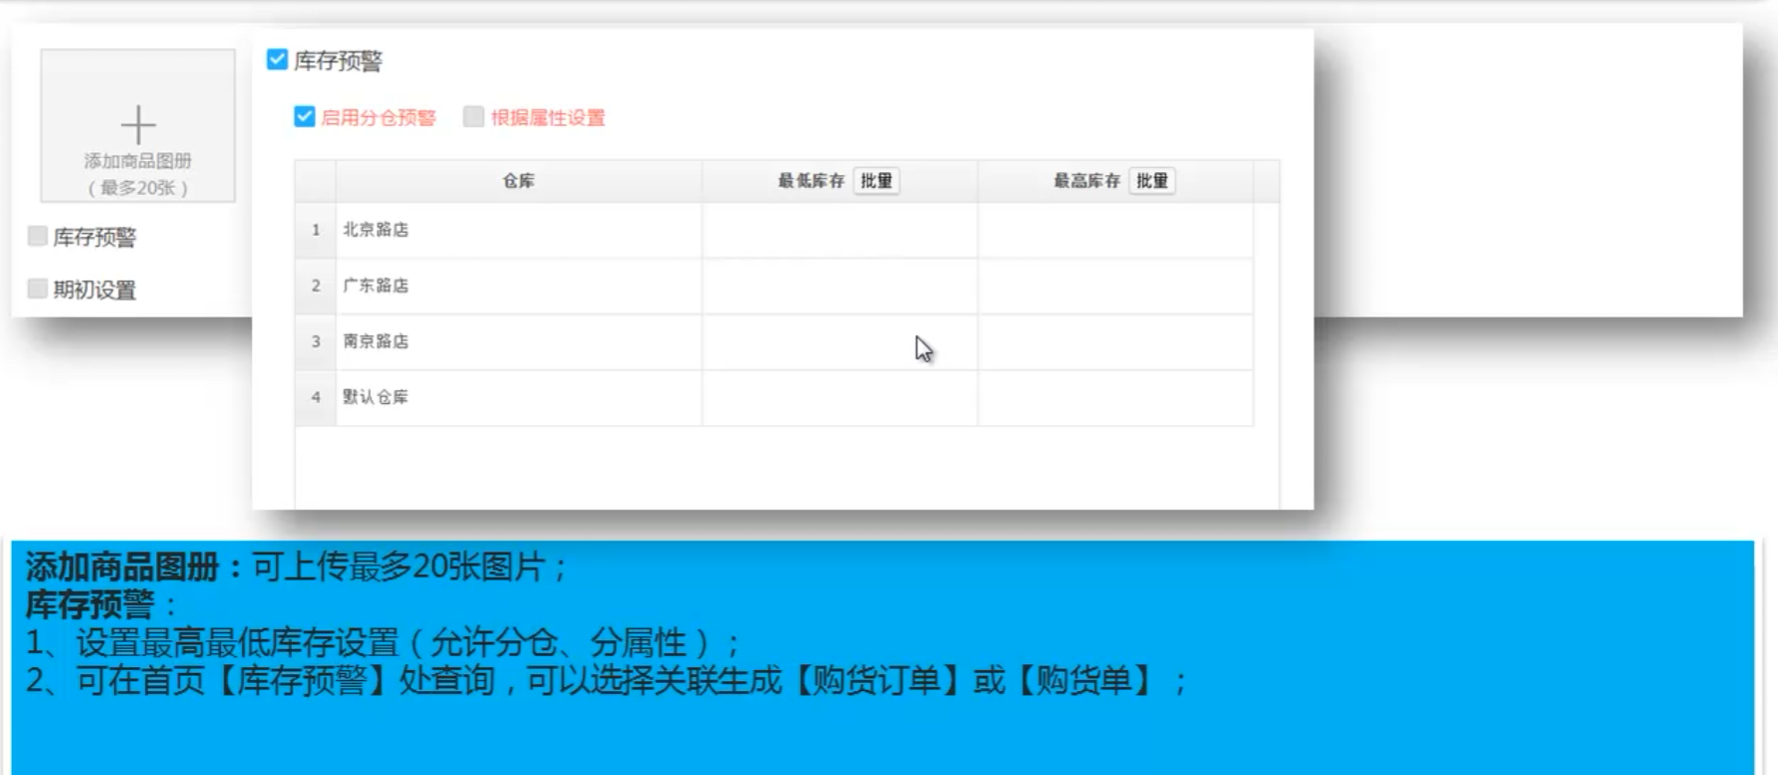 添加商品图册
（最多20张）
库存预警
期初设置
库存预警
启用分仓预警 根据属性设置
仓库 最低库存 批量 最高库存 批量
1 北京路店
2 广东路店
3 南京路店
4 默认仓库
添加商品图册：可上传最多20张图片；
库存预警：
1、设置最高最低库存设置（允许分仓、分属性）；
2、可在首页【库存预警】处查询，可以选择关联生成【购货订单】或【购货单】；